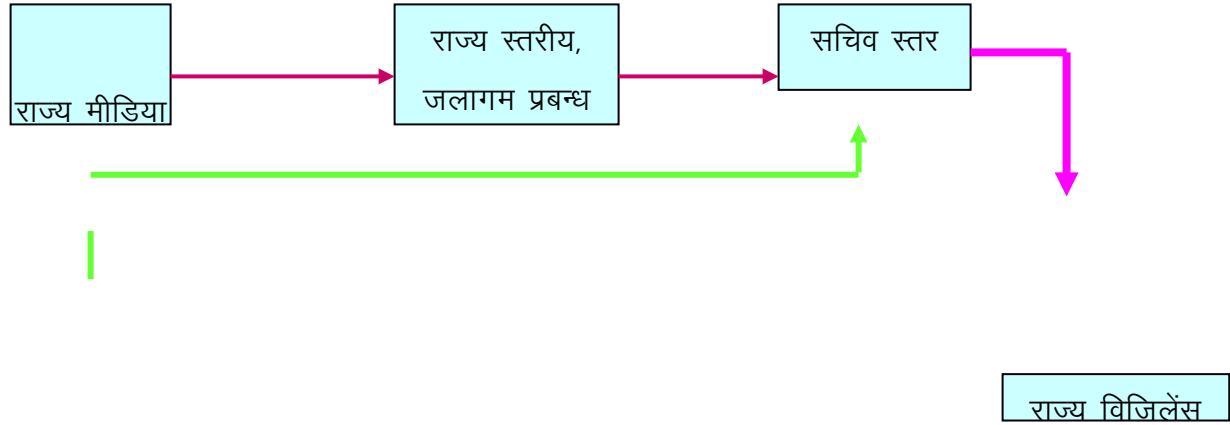 राज्य मीडिया
राज्य स्तरीय,
जलागम प्रबन्ध
सचिव स्तर
राज्य विजिलेंस